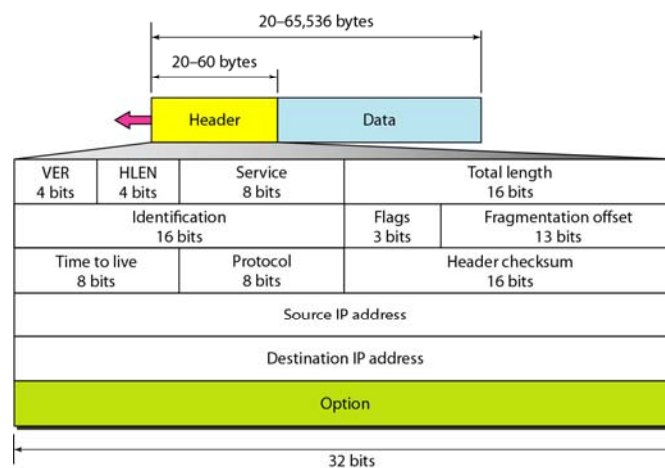 20–65,536 bytes
20–60 bytes
Header Data
VER HLEN Service Total length
4 bits 4 bits 8 bits 16 bits
Identification Flags Fragmentation offset
16 bits 3 bits 13 bits
Time to live Protocol Header checksum
8 bits 8 bits 16 bits
Source IP address
Destination IP address
Option
32 bits